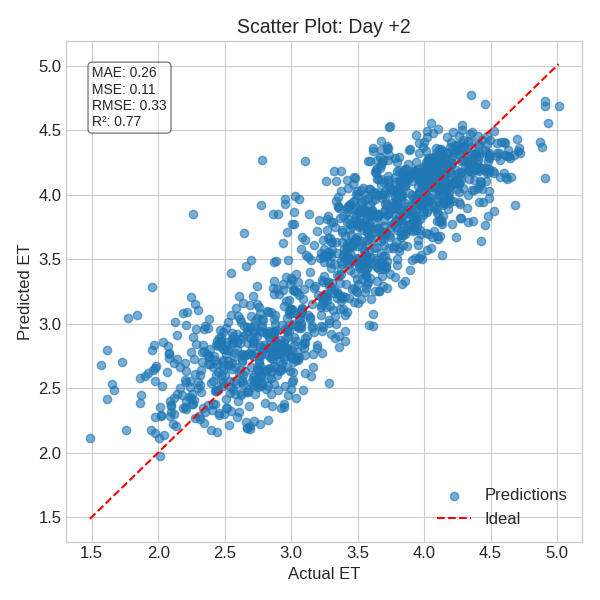 Scatter Plot: Day +2
MAE: 0.26
MSE: 0.11
RMSE: 0.33
R²: 0.77
Predicted ET
5.0
4.5
4.0
3.5
3.0
2.5
2.0
1.5
Predictions
Ideal
1.5 2.0 2.5 3.0 3.5 4.0 4.5 5.0
Actual ET